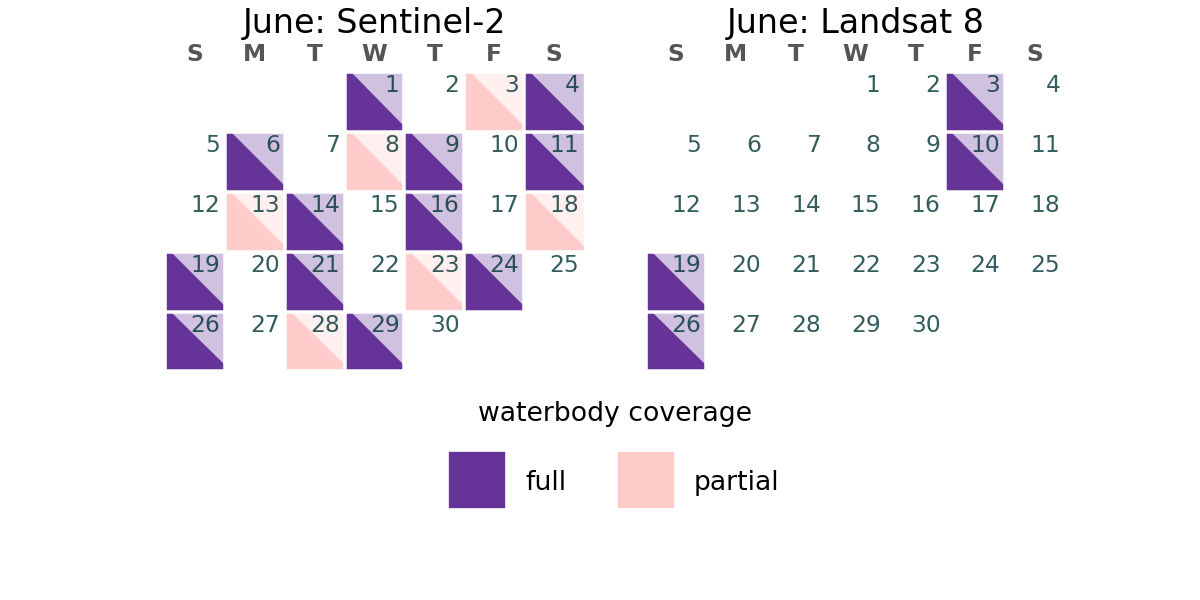 June: Sentinel-2
S M T W T F S
1 2 3 4
5 6 7 8 9 10 11
12 13 14 15 16 17 18
19 20 21 22 23 24 25
26 27 28 29 30
June: Landsat 8
S M T W T F S
1 2 3 4
5 6 7 8 9 10 11
12 13 14 15 16 17 18
19 20 21 22 23 24 25
26 27 28 29 30
waterbody coverage
full partial